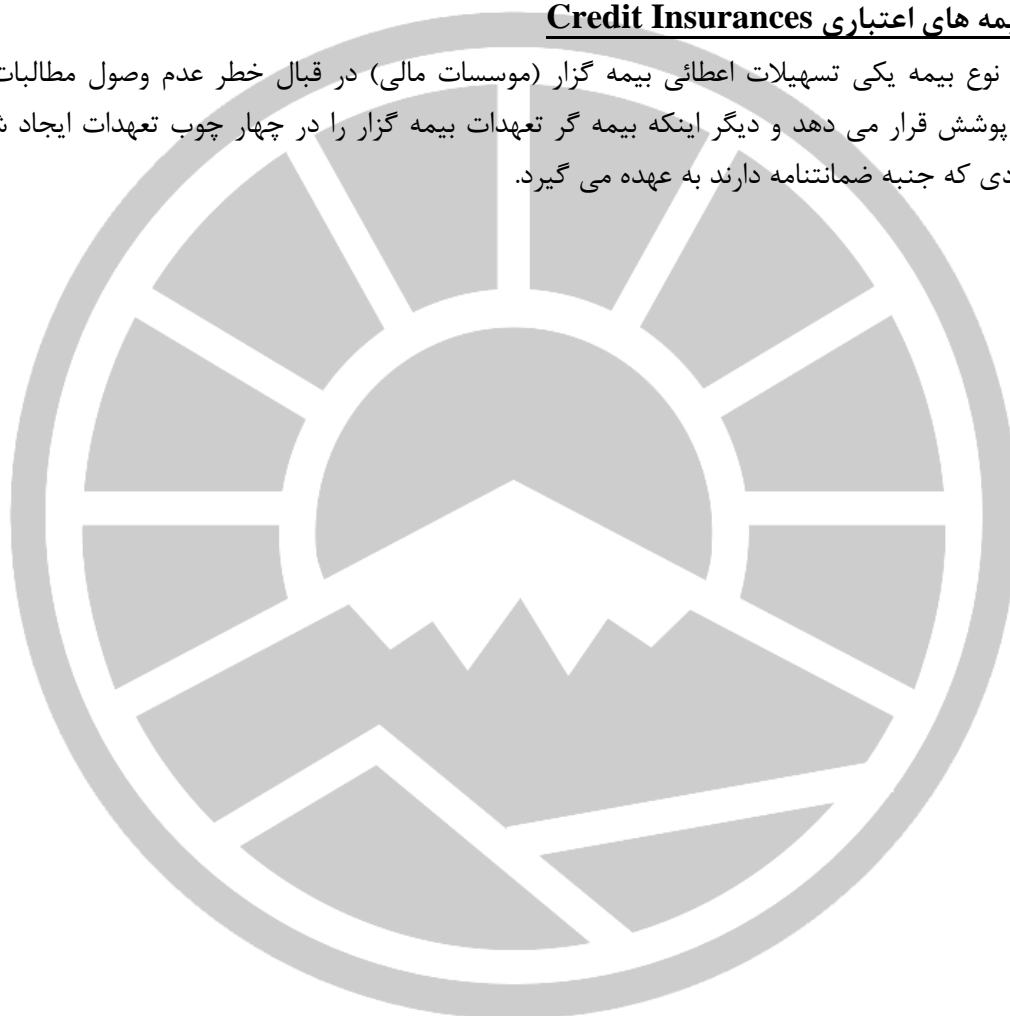 مه های اعتباری Credit Insurances
نوع بیمه یکی تسهیلات اعطائی بیمه گزار (موسسات مالی) در قبال خطر عدم وصول مطالبات
پوشش قرار می دهد و دیگر اینکه بیمه گر تعهدات بیمه گزار را در چهار چوب تعهدات ایجاد
دی که جنبه ضمانتنامه دارند به عهده می گیرد.